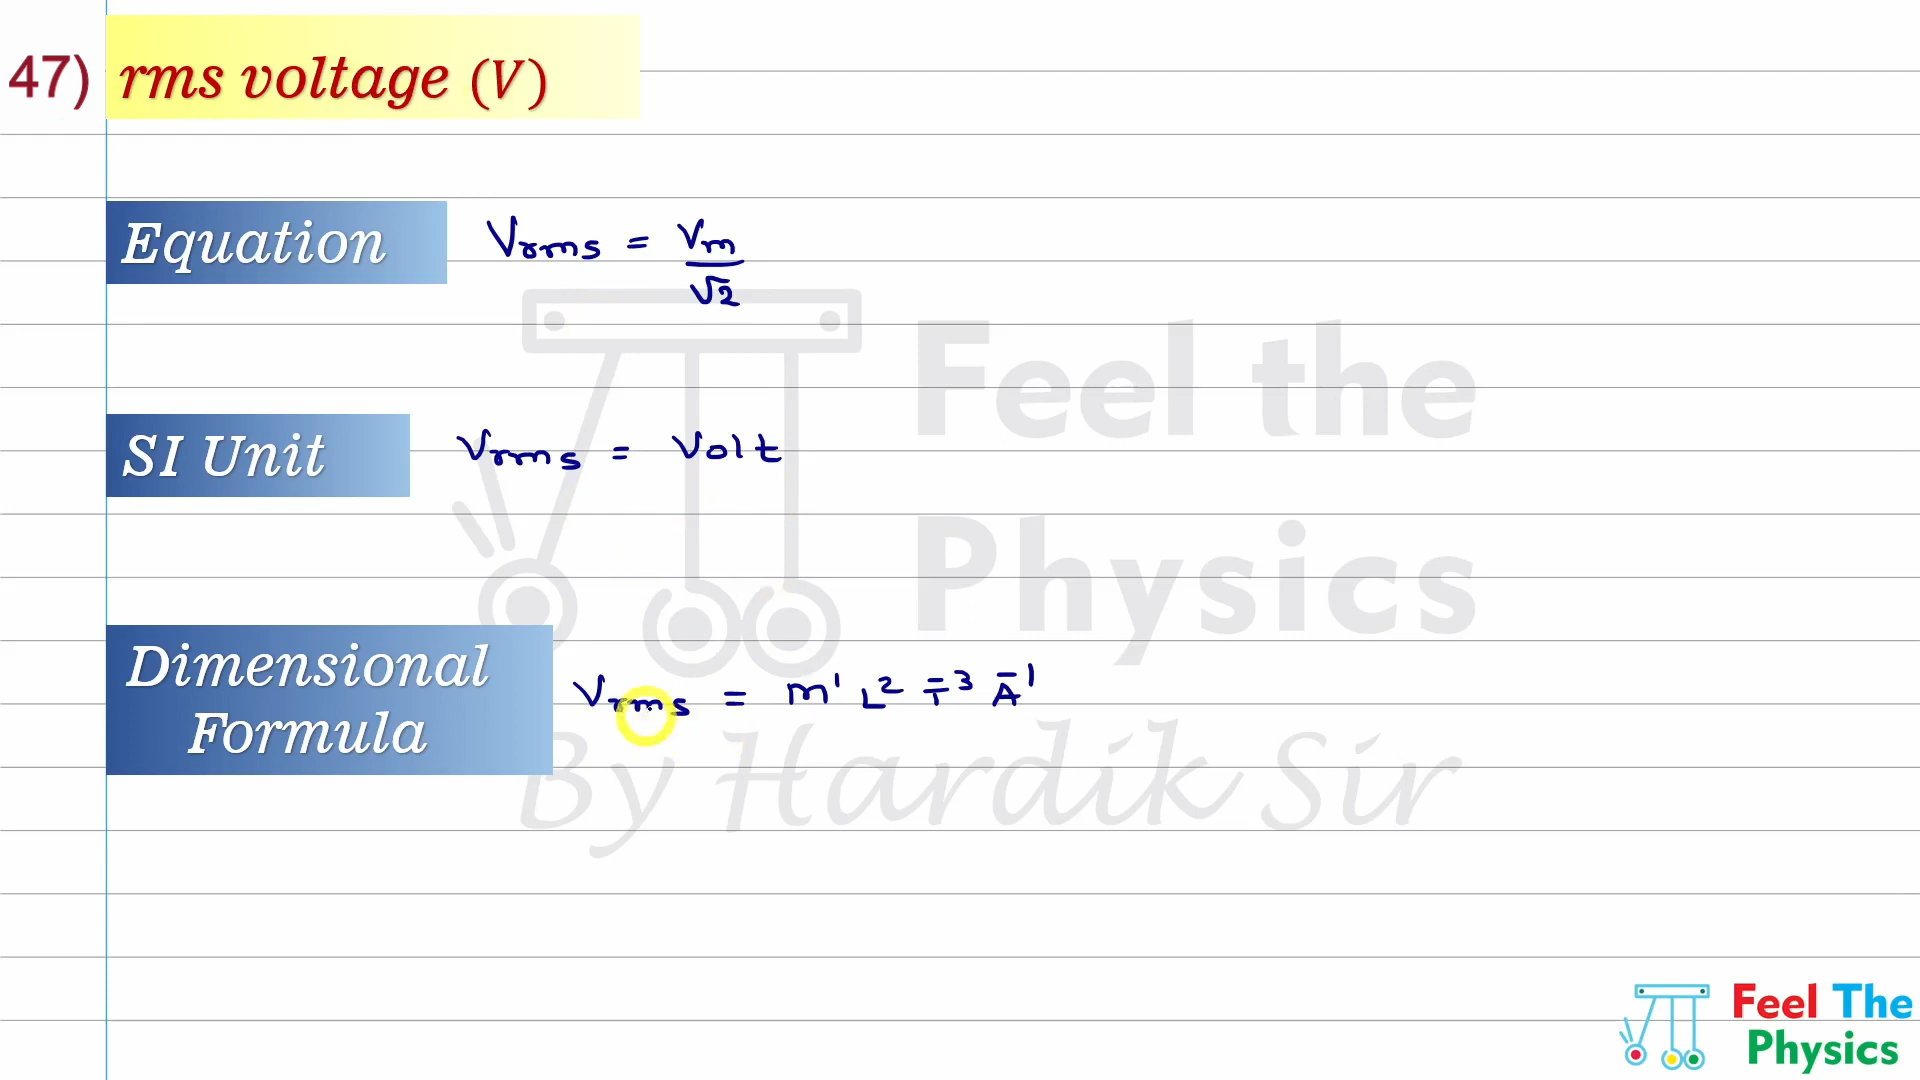 47) rms voltage (V)
Equation Vrms = Vm/√2
SI Unit Vrms = Volt
Dimensional Formula Vrms = M¹ L² T⁻³ A⁻¹
Feel the
Physics
By Hardik Sir
Feel The
Physics